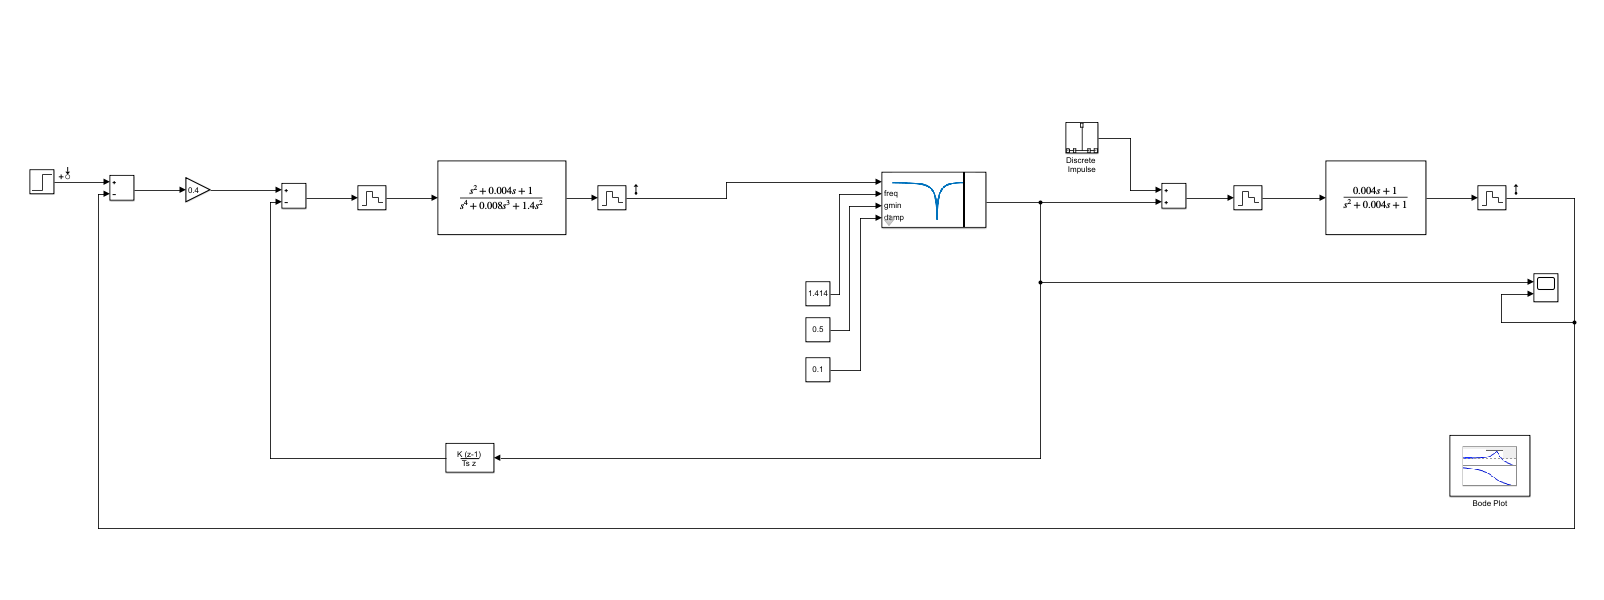 Discrete
Impulse
+
−
0.4
+
−
s² + 0.004s + 1
s⁴ + 0.008s³ + 1.4s²
freq
gmin
damp
+
+
0.004s + 1
s² + 0.004s + 1
1.414
0.5
0.1
K (z-1)
Ts z
Bode Plot